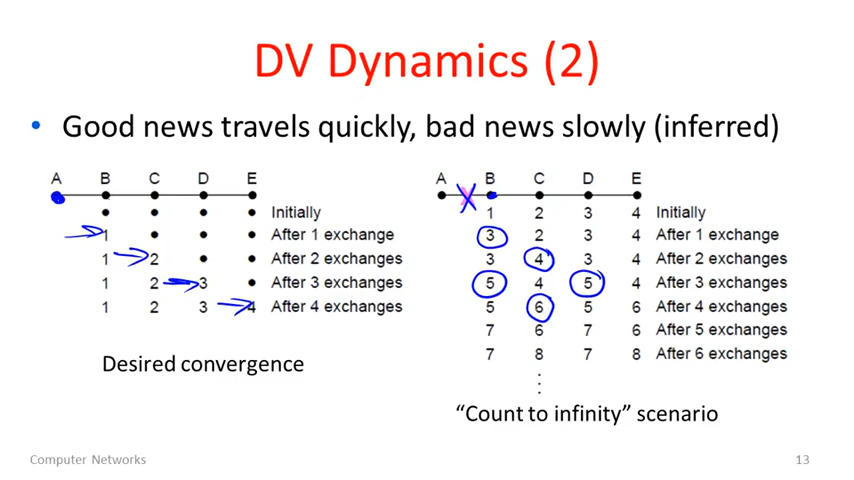 DV Dynamics (2)
• Good news travels quickly, bad news slowly (inferred)
A B C D E
• • • • Initially
1 • • • After 1 exchange
1 2 • • After 2 exchanges
1 2 3 • After 3 exchanges
1 2 3 4 After 4 exchanges
Desired convergence
A B C D E
1 2 3 4 Initially
3 2 3 4 After 1 exchange
3 4 3 4 After 2 exchanges
5 4 5 4 After 3 exchanges
5 6 5 6 After 4 exchanges
7 6 7 6 After 5 exchanges
7 8 7 8 After 6 exchanges
⋮
“Count to infinity” scenario
Computer Networks
13